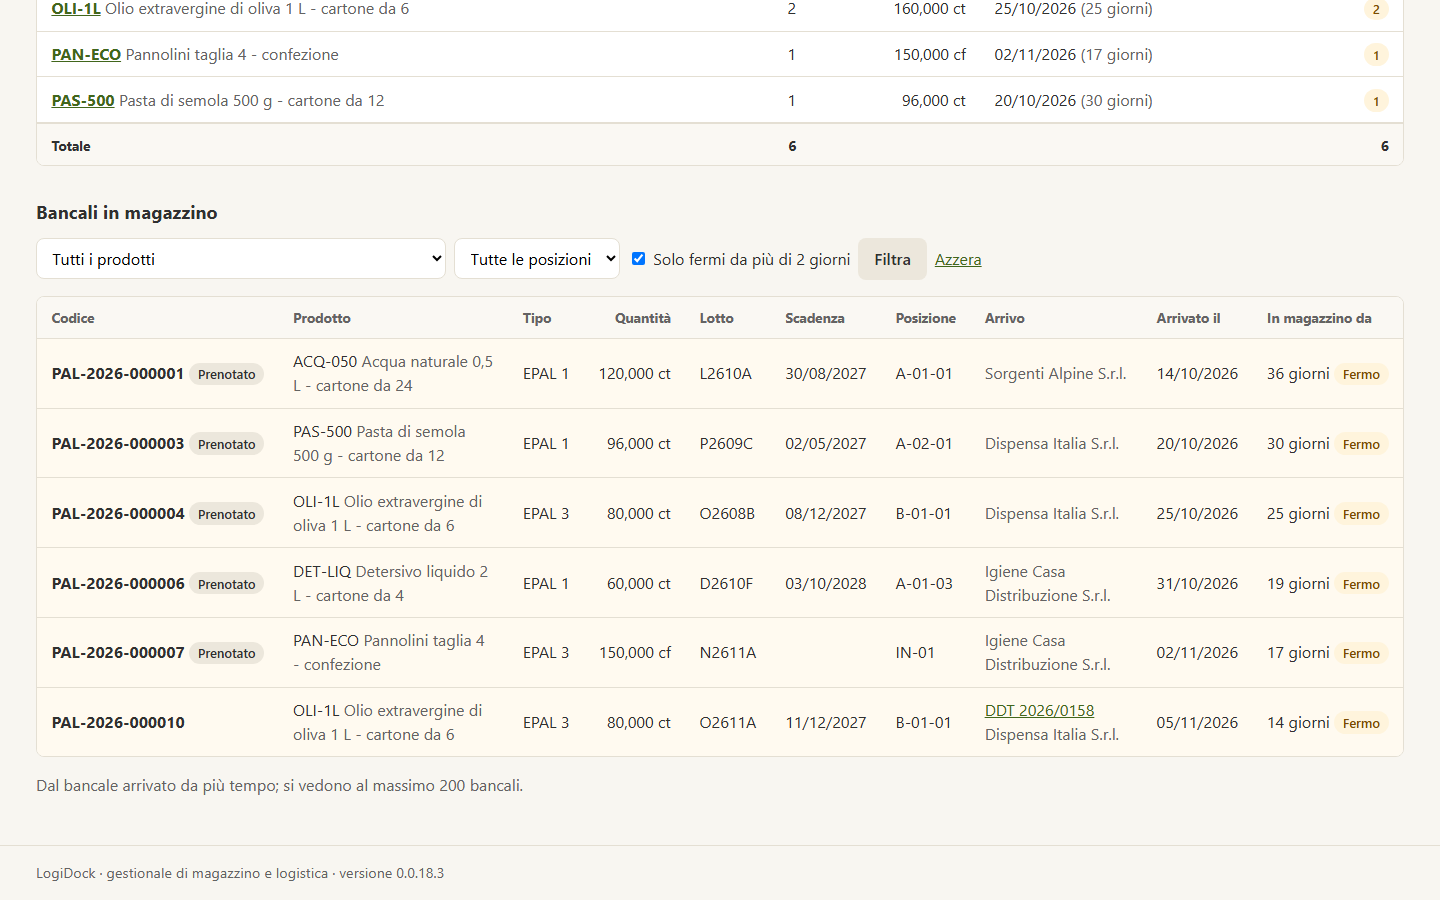 OLI-1L Olio extravergine di oliva 1 L - cartone da 6 2 160,000 ct 25/10/2026 (25 giorni) 2
PAN-ECO Pannolini taglia 4 - confezione 1 150,000 cf 02/11/2026 (17 giorni) 1
PAS-500 Pasta di semola 500 g - cartone da 12 1 96,000 ct 20/10/2026 (30 giorni) 1
Totale 6 6
Bancali in magazzino
Tutti i prodotti Tutte le posizioni Solo fermi da più di 2 giorni Filtra Azzera
Codice Prodotto Tipo Quantità Lotto Scadenza Posizione Arrivo Arrivato il In magazzino da
PAL-2026-000001 Prenotato ACQ-050 Acqua naturale 0,5
L - cartone da 24 EPAL 1 120,000 ct L2610A 30/08/2027 A-01-01 Sorgenti Alpine S.r.l. 14/10/2026 36 giorni Fermo
PAL-2026-000003 Prenotato PAS-500 Pasta di semola
500 g - cartone da 12 EPAL 1 96,000 ct P2609C 02/05/2027 A-02-01 Dispensa Italia S.r.l. 20/10/2026 30 giorni Fermo
PAL-2026-000004 Prenotato OLI-1L Olio extravergine di
oliva 1 L - cartone da 6 EPAL 3 80,000 ct O2608B 08/12/2027 B-01-01 Dispensa Italia S.r.l. 25/10/2026 25 giorni Fermo
PAL-2026-000006 Prenotato DET-LIQ Detersivo liquido 2
L - cartone da 4 EPAL 1 60,000 ct D2610F 03/10/2028 A-01-03 Igiene Casa
Distribuzione S.r.l. 31/10/2026 19 giorni Fermo
PAL-2026-000007 Prenotato PAN-ECO Pannolini taglia 4
- confezione EPAL 3 150,000 cf N2611A IN-01 Igiene Casa
Distribuzione S.r.l. 02/11/2026 17 giorni Fermo
PAL-2026-000010 OLI-1L Olio extravergine di
oliva 1 L - cartone da 6 EPAL 3 80,000 ct O2611A 11/12/2027 B-01-01 DDT 2026/0158
Dispensa Italia S.r.l. 05/11/2026 14 giorni Fermo
Dal bancale arrivato da più tempo; si vedono al massimo 200 bancali.
LogiDock · gestionale di magazzino e logistica · versione 0.0.18.3